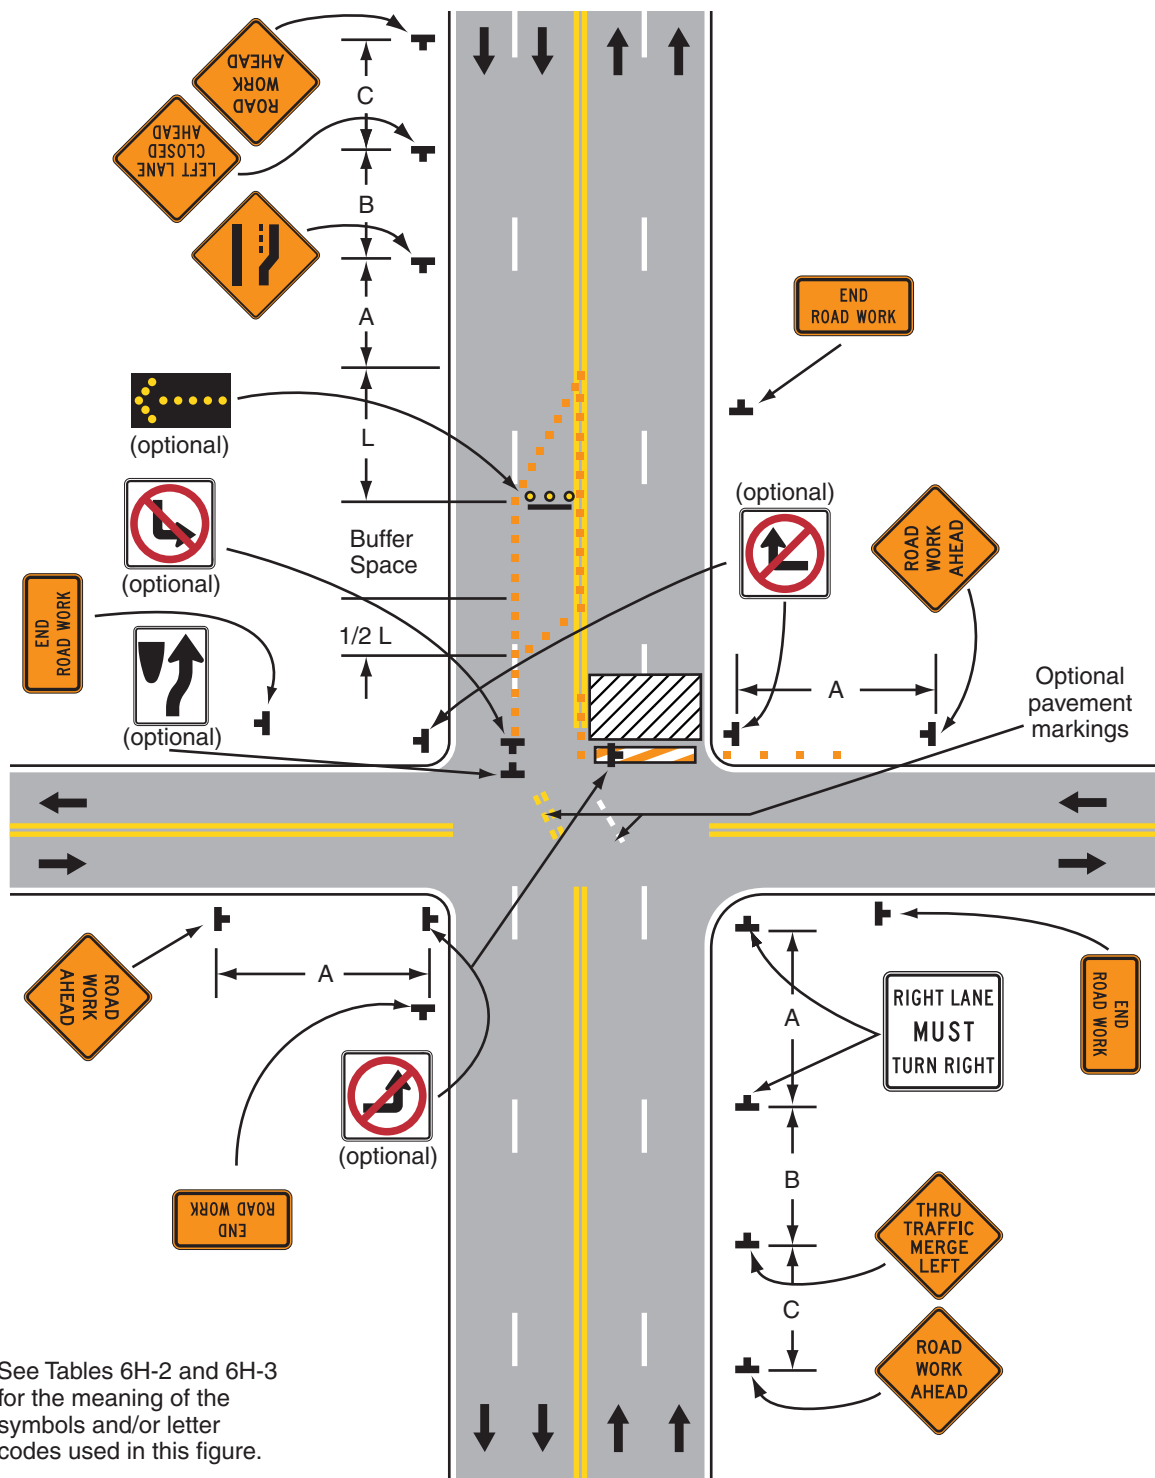 ROAD
WORK
AHEAD
C
LEFT LANE
CLOSED
AHEAD
B
A
END
ROAD WORK
(optional)
L
(optional)
ROAD
WORK
AHEAD
Buffer
Space
(optional)
END
ROAD WORK
1/2 L
(optional)
A
Optional
pavement
markings
ROAD
WORK
AHEAD
A
RIGHT LANE
MUST
TURN RIGHT
END
ROAD WORK
A
(optional)
B
END
ROAD WORK
THRU
TRAFFIC
MERGE
LEFT
C
ROAD
WORK
AHEAD
See Tables 6H-2 and 6H-3
for the meaning of the
symbols and/or letter
codes used in this figure.